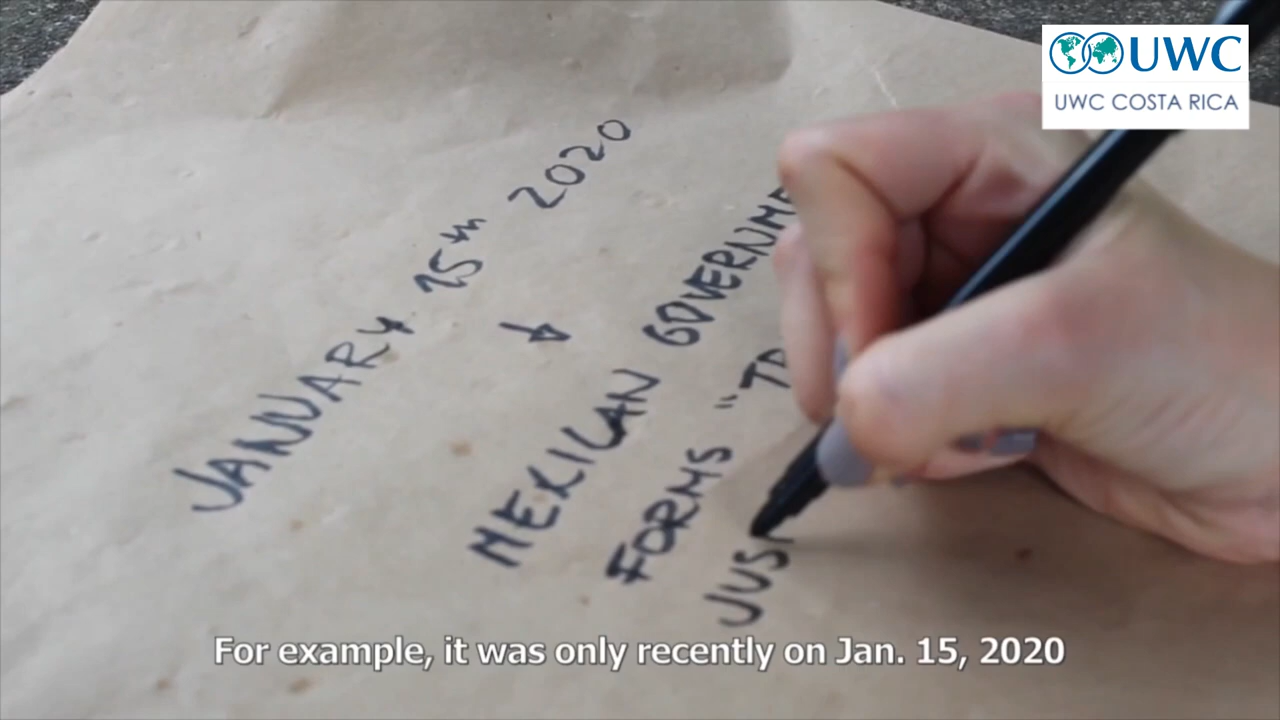 UWC
UWC COSTA RICA
JANUARY 15th 2020
MEXICAN GOVERNME
FORMS "
JUS
For example, it was only recently on Jan. 15, 2020